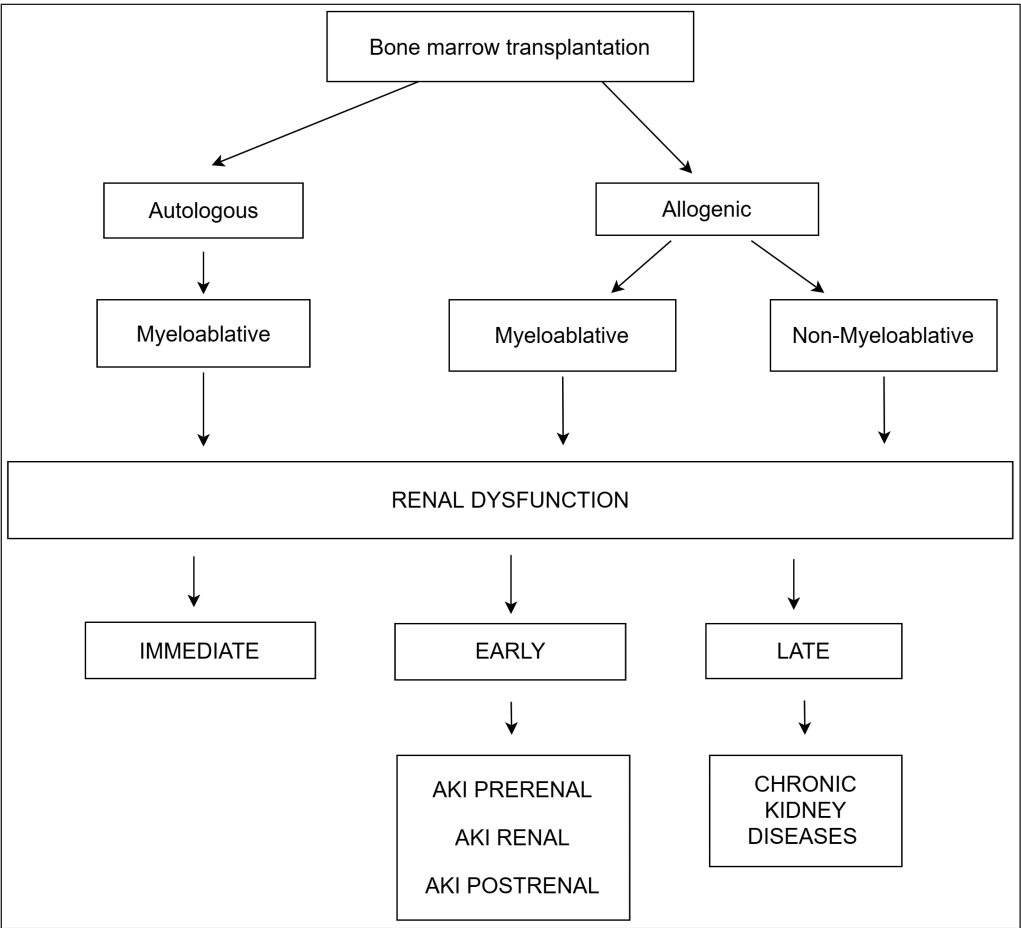 Bone marrow transplantation
Autologous
Allogenic
Myeloablative
Myeloablative
Non-Myeloablative
RENAL DYSFUNCTION
IMMEDIATE
EARLY
LATE
AKI PRERENAL
AKI RENAL
AKI POSTRENAL
CHRONIC
KIDNEY
DISEASES